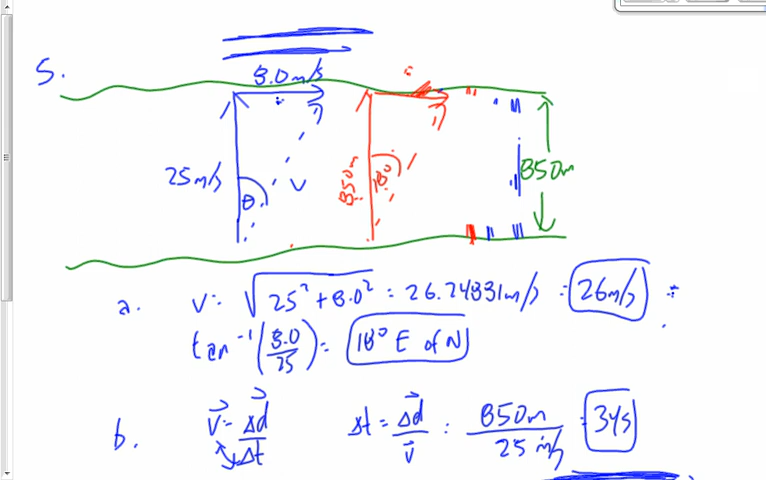 5.
8.0m/s
25m/s θ V 850m 18° 850m
a. V = √25² + 8.0² = 26.24831m/s = 26m/s
tan⁻¹(8.0/25) = 18° E of N
b. v⃗ = Δd⃗/Δt Δt = Δd⃗/v⃗ = 850m/25 m/s = 34s